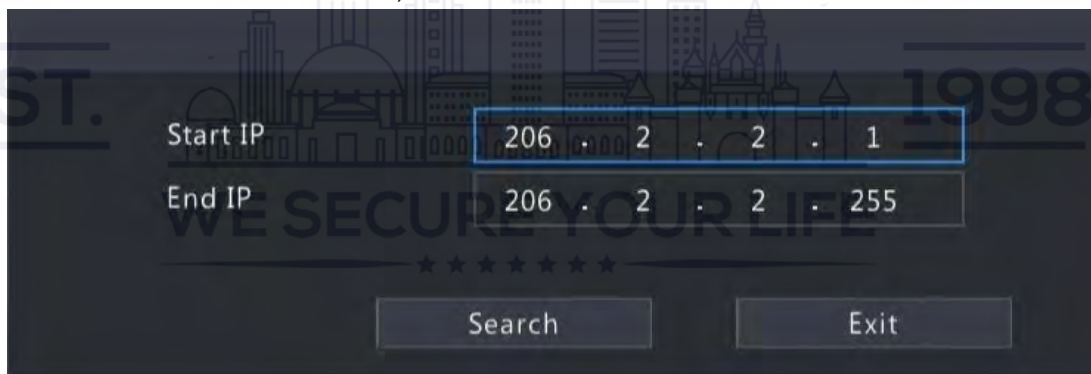 ST. 1998
Start IP 206 . 2 . 2 . 1
End IP 206 . 2 . 2 . 255
WE SECURE YOUR LIFE
Search Exit